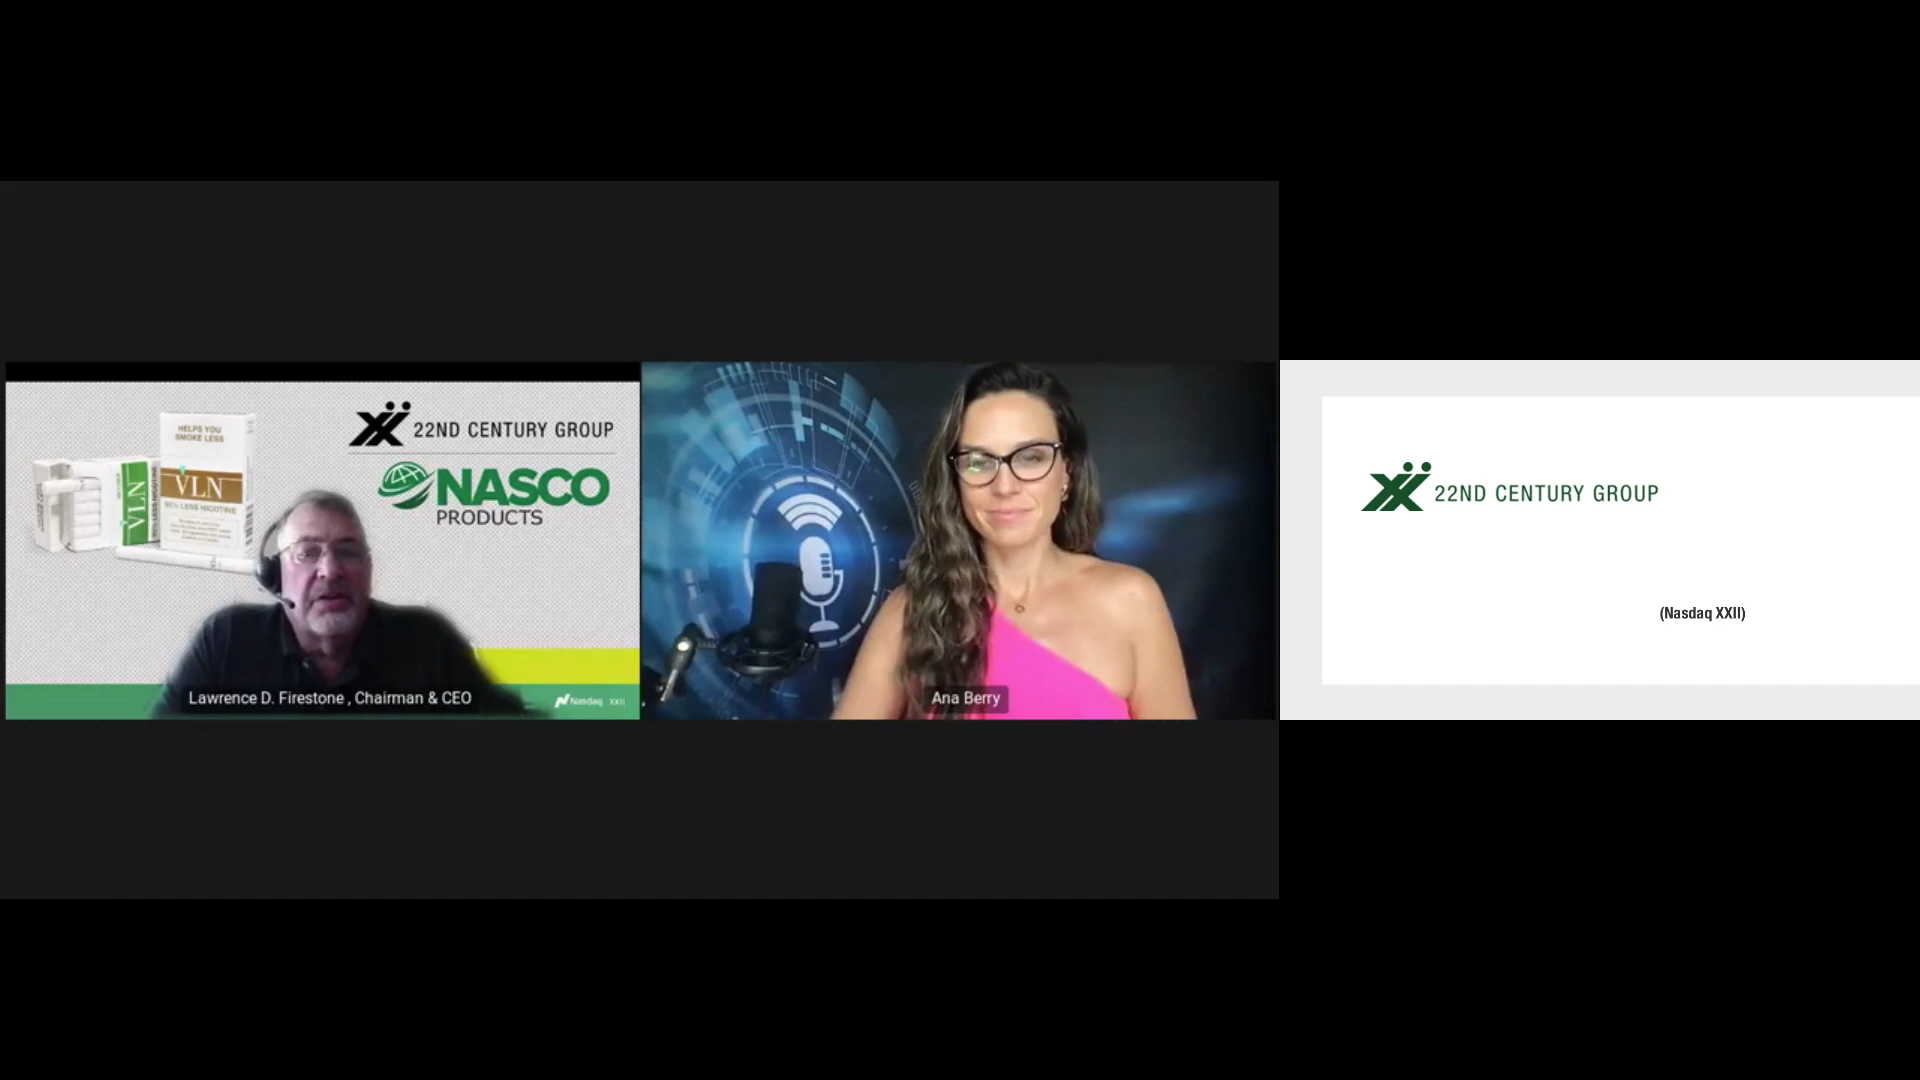 HELPS YOU
SMOKE LESS
VLN
95% LESS NICOTINE
VLN
22ND CENTURY GROUP
NASCO
PRODUCTS
Lawrence D. Firestone , Chairman & CEO
Nasdaq XXII
Ana Berry
22ND CENTURY GROUP
(Nasdaq XXII)